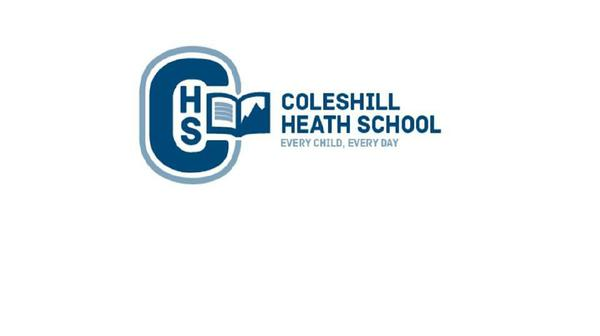 C
H
S
COLESHILL
HEATH SCHOOL
EVERY CHILD, EVERY DAY